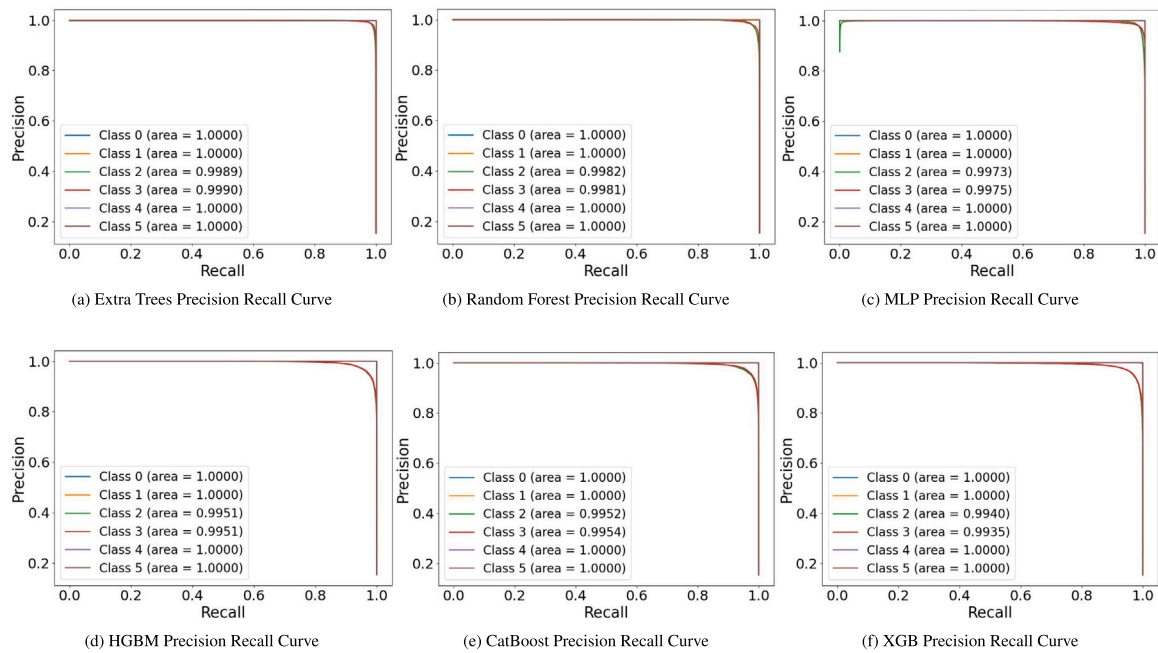 1.0
0.8
0.6
0.4
0.2
Precision
Class 0 (area = 1.0000)
Class 1 (area = 1.0000)
Class 2 (area = 0.9989)
Class 3 (area = 0.9990)
Class 4 (area = 1.0000)
Class 5 (area = 1.0000)
0.0 0.2 0.4 0.6 0.8 1.0
Recall
(a) Extra Trees Precision Recall Curve
1.0
0.8
0.6
0.4
0.2
Precision
Class 0 (area = 1.0000)
Class 1 (area = 1.0000)
Class 2 (area = 0.9982)
Class 3 (area = 0.9981)
Class 4 (area = 1.0000)
Class 5 (area = 1.0000)
0.0 0.2 0.4 0.6 0.8 1.0
Recall
(b) Random Forest Precision Recall Curve
1.0
0.8
0.6
0.4
0.2
Precision
Class 0 (area = 1.0000)
Class 1 (area = 1.0000)
Class 2 (area = 0.9973)
Class 3 (area = 0.9975)
Class 4 (area = 1.0000)
Class 5 (area = 1.0000)
0.0 0.2 0.4 0.6 0.8 1.0
Recall
(c) MLP Precision Recall Curve
1.0
0.8
0.6
0.4
0.2
Precision
Class 0 (area = 1.0000)
Class 1 (area = 1.0000)
Class 2 (area = 0.9951)
Class 3 (area = 0.9951)
Class 4 (area = 1.0000)
Class 5 (area = 1.0000)
0.0 0.2 0.4 0.6 0.8 1.0
Recall
(d) HGBM Precision Recall Curve
1.0
0.8
0.6
0.4
0.2
Precision
Class 0 (area = 1.0000)
Class 1 (area = 1.0000)
Class 2 (area = 0.9952)
Class 3 (area = 0.9954)
Class 4 (area = 1.0000)
Class 5 (area = 1.0000)
0.0 0.2 0.4 0.6 0.8 1.0
Recall
(e) CatBoost Precision Recall Curve
1.0
0.8
0.6
0.4
0.2
Precision
Class 0 (area = 1.0000)
Class 1 (area = 1.0000)
Class 2 (area = 0.9940)
Class 3 (area = 0.9935)
Class 4 (area = 1.0000)
Class 5 (area = 1.0000)
0.0 0.2 0.4 0.6 0.8 1.0
Recall
(f) XGB Precision Recall Curve